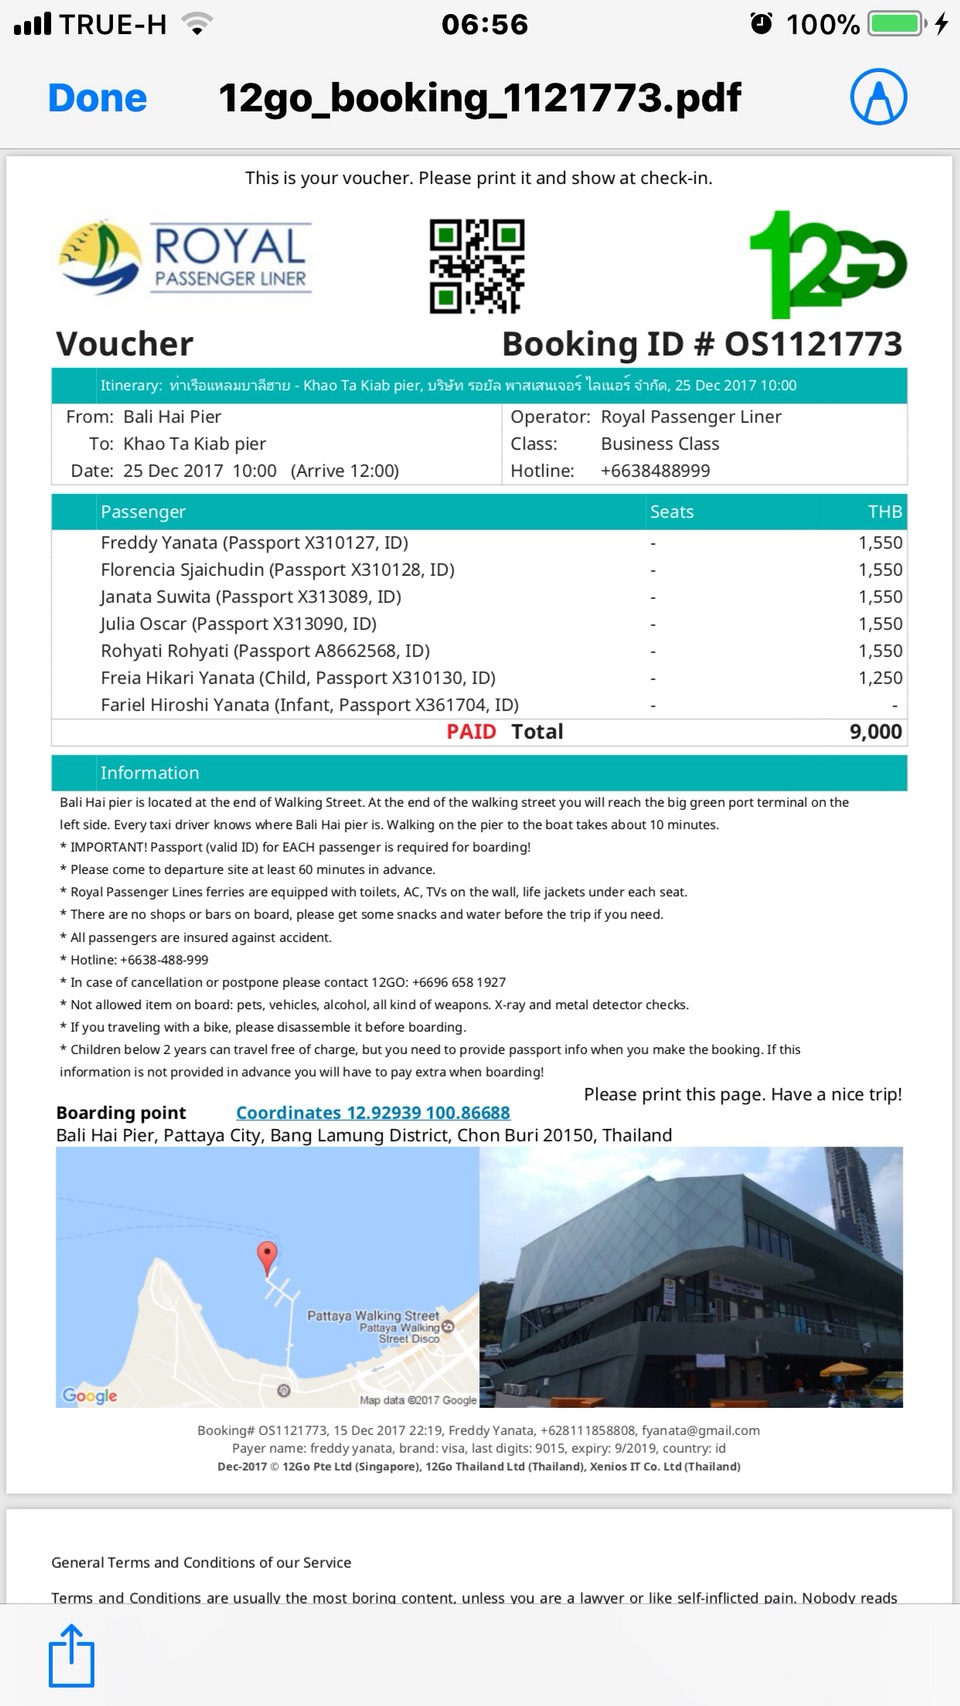 TRUE-H 06:56 100%
Done 12go_booking_1121773.pdf
This is your voucher. Please print it and show at check-in.
ROYAL
PASSENGER LINER
12GO
Voucher Booking ID # OS1121773
Itinerary: ท่าเรือแหลมบาลีฮาย - Khao Ta Kiab pier, บริษัท รอยัล พาสเสนเจอร์ ไลเนอร์ จำกัด, 25 Dec 2017 10:00
From: Bali Hai Pier Operator: Royal Passenger Liner
To: Khao Ta Kiab pier Class: Business Class
Date: 25 Dec 2017 10:00 (Arrive 12:00) Hotline: +6638488999
Passenger Seats THB
Freddy Yanata (Passport X310127, ID) - 1,550
Florencia Sjaichudin (Passport X310128, ID) - 1,550
Janata Suwita (Passport X313089, ID) - 1,550
Julia Oscar (Passport X313090, ID) - 1,550
Rohyati Rohyati (Passport A8662568, ID) - 1,550
Freia Hikari Yanata (Child, Passport X310130, ID) - 1,250
Fariel Hiroshi Yanata (Infant, Passport X361704, ID) - -
PAID Total 9,000
Information
Bali Hai pier is located at the end of Walking Street. At the end of the walking street you will reach the big green port terminal on the
left side. Every taxi driver knows where Bali Hai pier is. Walking on the pier to the boat takes about 10 minutes.
* IMPORTANT! Passport (valid ID) for EACH passenger is required for boarding!
* Please come to departure site at least 60 minutes in advance.
* Royal Passenger Lines ferries are equipped with toilets, AC, TVs on the wall, life jackets under each seat.
* There are no shops or bars on board, please get some snacks and water before the trip if you need.
* All passengers are insured against accident.
* Hotline: +6638-488-999
* In case of cancellation or postpone please contact 12GO: +6696 658 1927
* Not allowed item on board: pets, vehicles, alcohol, all kind of weapons. X-ray and metal detector checks.
* If you traveling with a bike, please disassemble it before boarding.
* Children below 2 years can travel free of charge, but you need to provide passport info when you make the booking. If this
information is not provided in advance you will have to pay extra when boarding!
Please print this page. Have a nice trip!
Boarding point Coordinates 12.92939 100.86688
Bali Hai Pier, Pattaya City, Bang Lamung District, Chon Buri 20150, Thailand
Pattaya Walking Street
Pattaya Walking
Street Disco
Google Map data ©2017 Google
Booking# OS1121773, 15 Dec 2017 22:19, Freddy Yanata, +628111858808, fyanata@gmail.com
Payer name: freddy yanata, brand: visa, last digits: 9015, expiry: 9/2019, country: id
Dec-2017 © 12Go Pte Ltd (Singapore), 12Go Thailand Ltd (Thailand), Xenios IT Co. Ltd (Thailand)
General Terms and Conditions of our Service
Terms and Conditions are usually the most boring content, unless you are a lawyer or like self-inflicted pain. Nobody reads